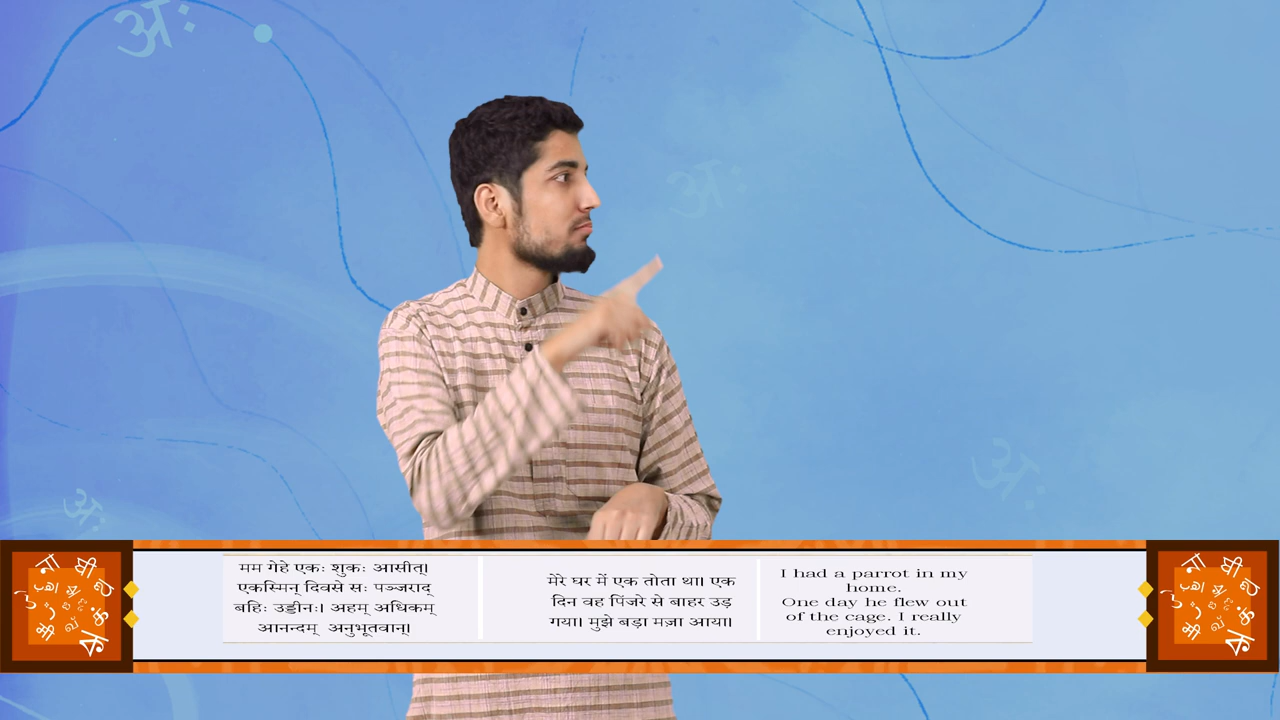 अः
अः
अः
अः
मम गेहे एकः शुकः आसीत्।
एकस्मिन् दिवसे सः पञ्जराद्
बहिः उड्डीनः। अहम् अधिकम्
आनन्दम् अनुभूतवान्।
मेरे घर में एक तोता था। एक
दिन वह पिंजरे से बाहर उड़
गया। मुझे बड़ा मज़ा आया।
I had a parrot in my
home.
One day he flew out
of the cage. I really
enjoyed it.